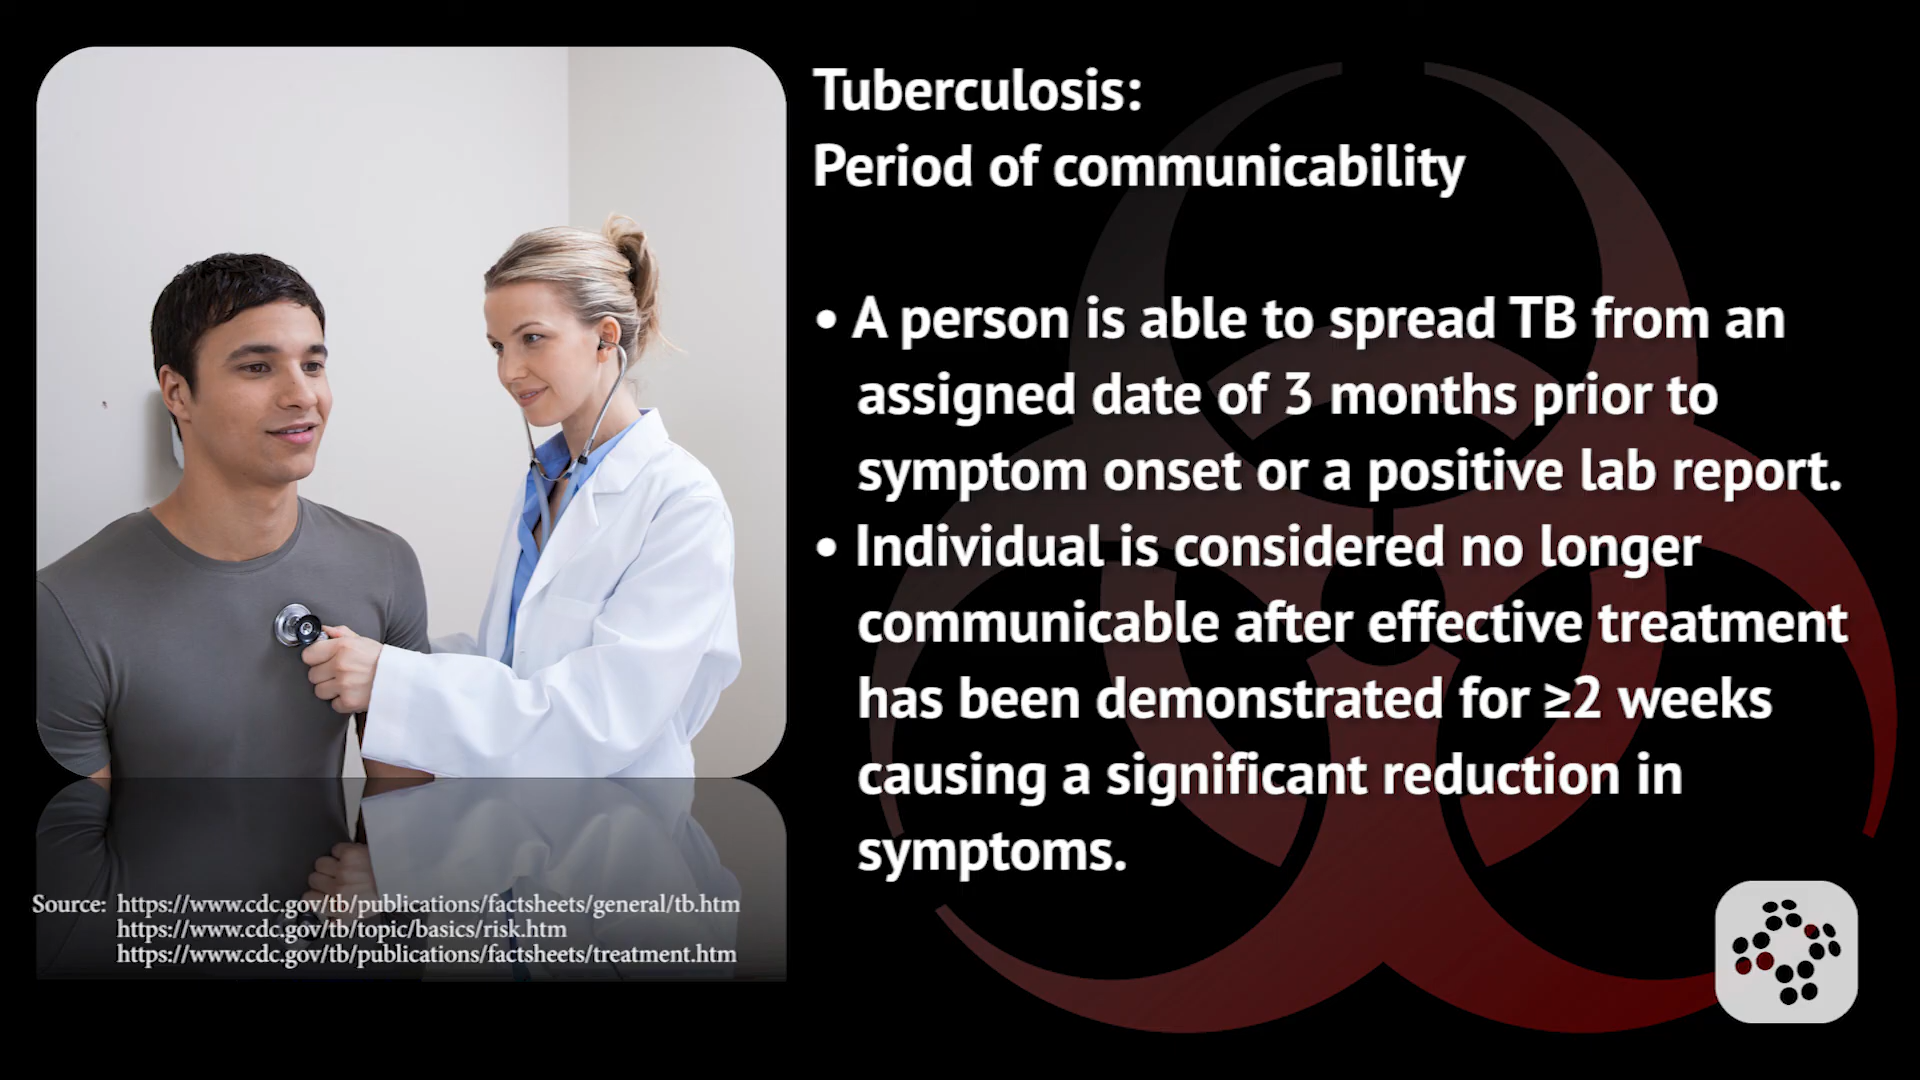 Tuberculosis:
Period of communicability
• A person is able to spread TB from an
assigned date of 3 months prior to
symptom onset or a positive lab report.
• Individual is considered no longer
communicable after effective treatment
has been demonstrated for ≥2 weeks
causing a significant reduction in
symptoms.
Source: https://www.cdc.gov/tb/publications/factsheets/general/tb.htm
https://www.cdc.gov/tb/topic/basics/risk.htm
https://www.cdc.gov/tb/publications/factsheets/treatment.htm